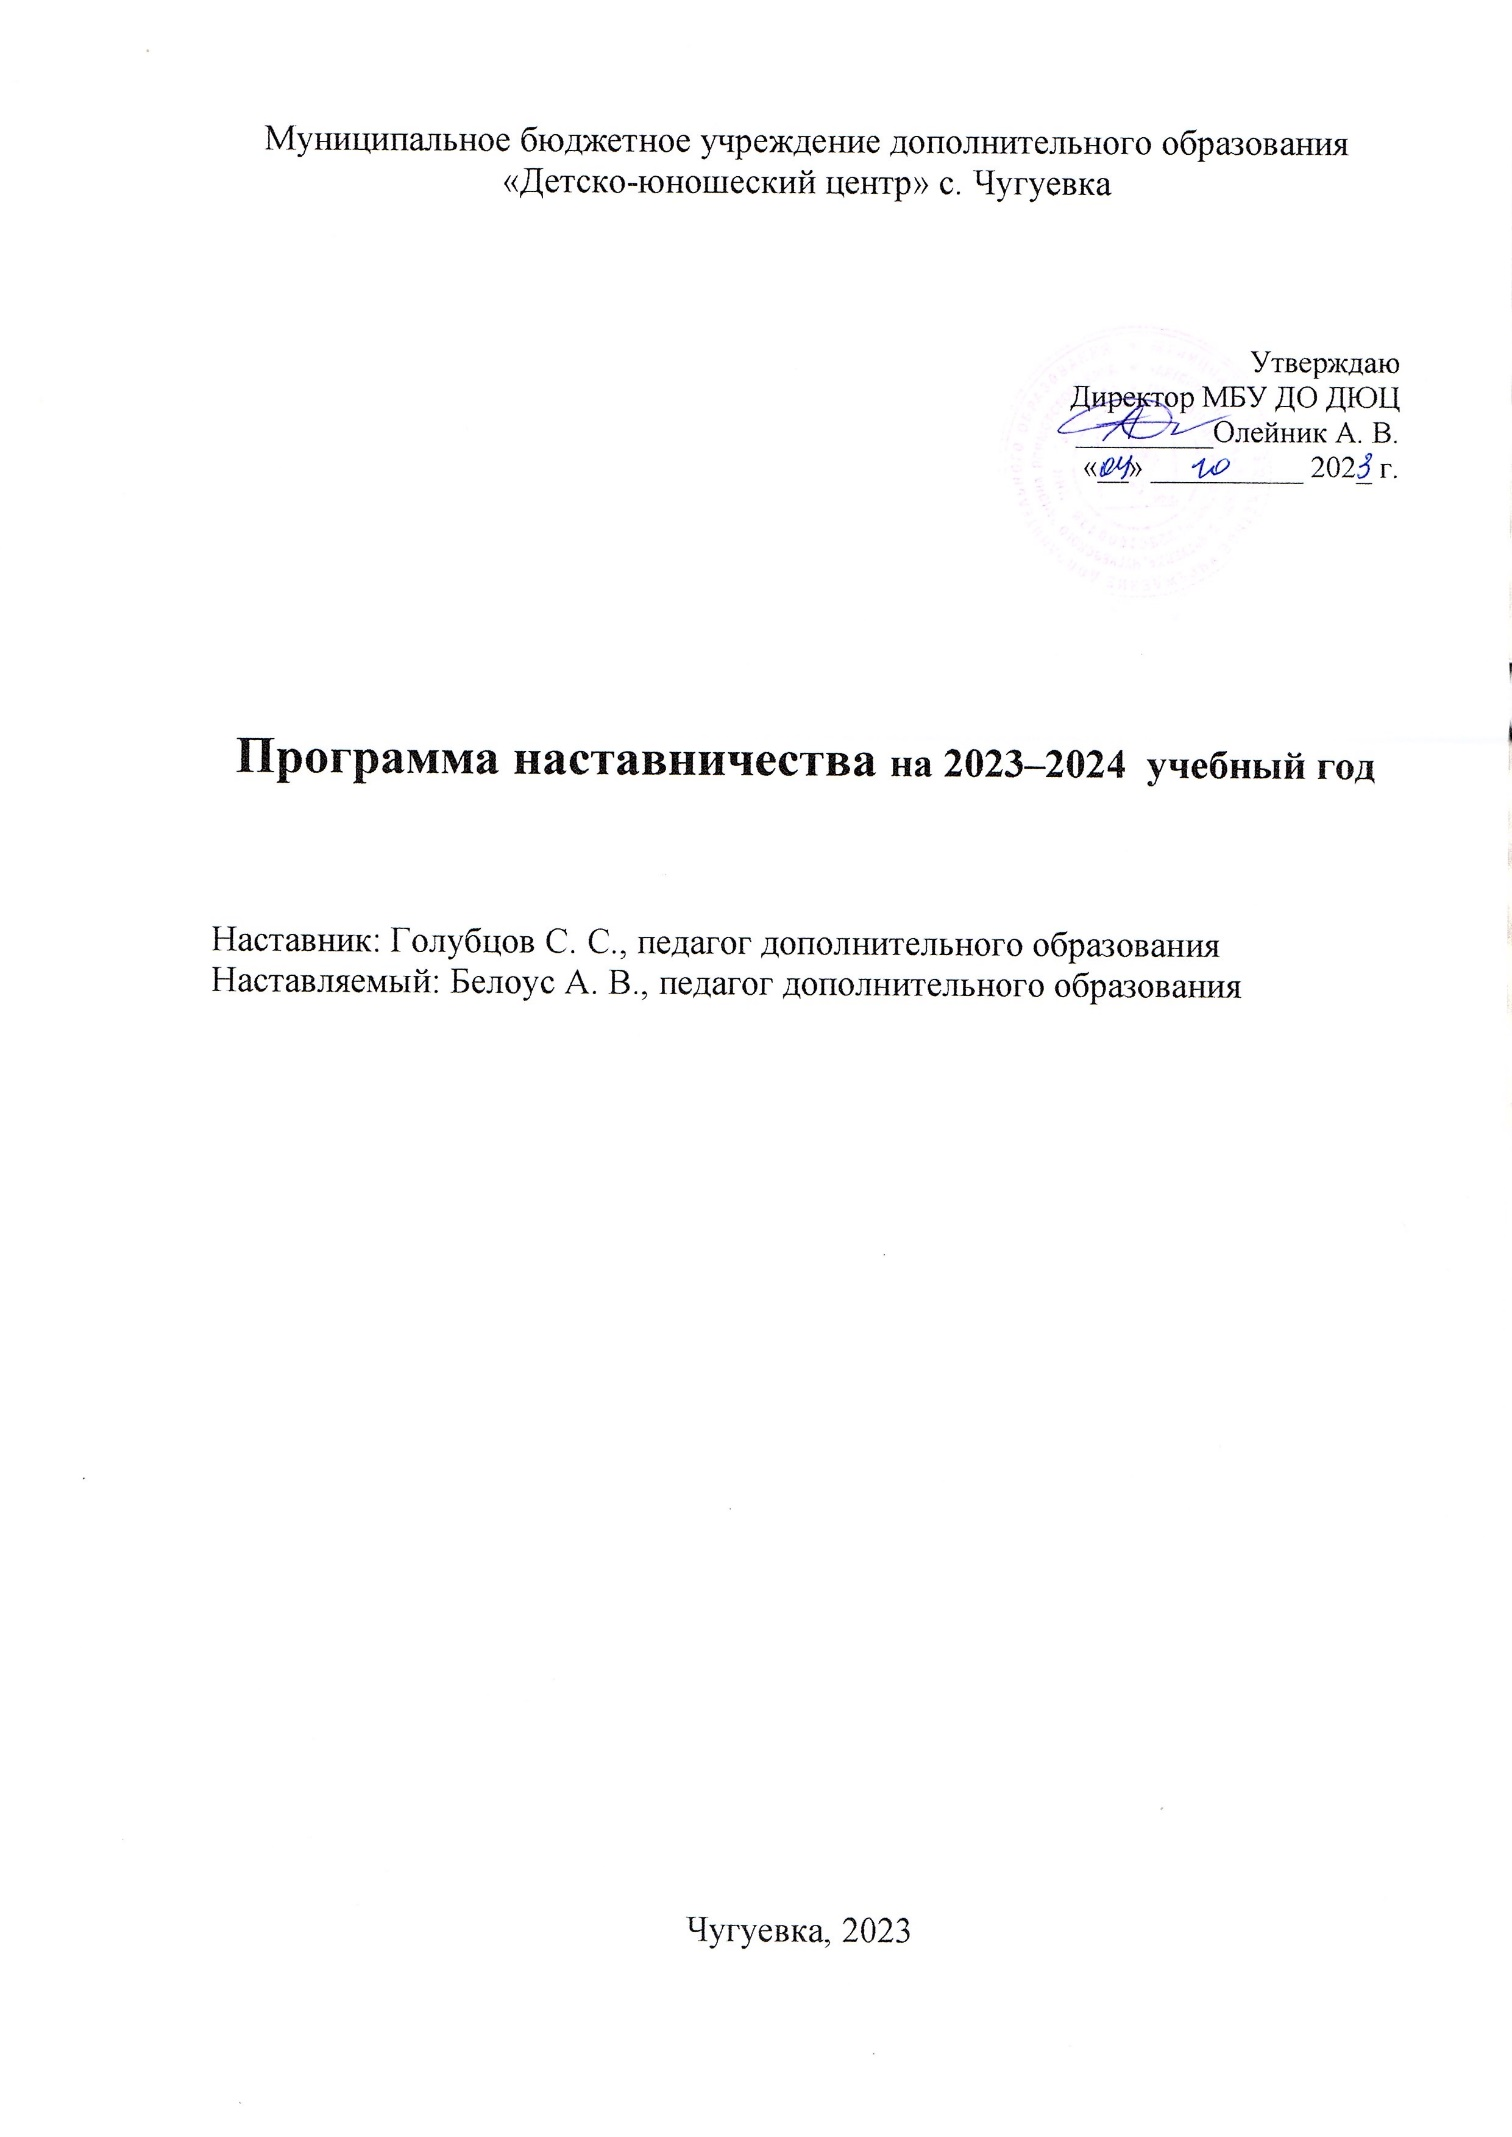 Муниципальное бюджетное учреждение дополнительного образования
«Детско-юношеский центр» с. Чугуевка
Утверждаю
Директор МБУ ДО ДЮЦ
____________Олейник А. В.
«04» 10 2023 г.
Программа наставничества на 2023–2024 учебный год
Наставник: Голубцов С. С., педагог дополнительного образования
Наставляемый: Белоус А. В., педагог дополнительного образования
Чугуевка, 2023